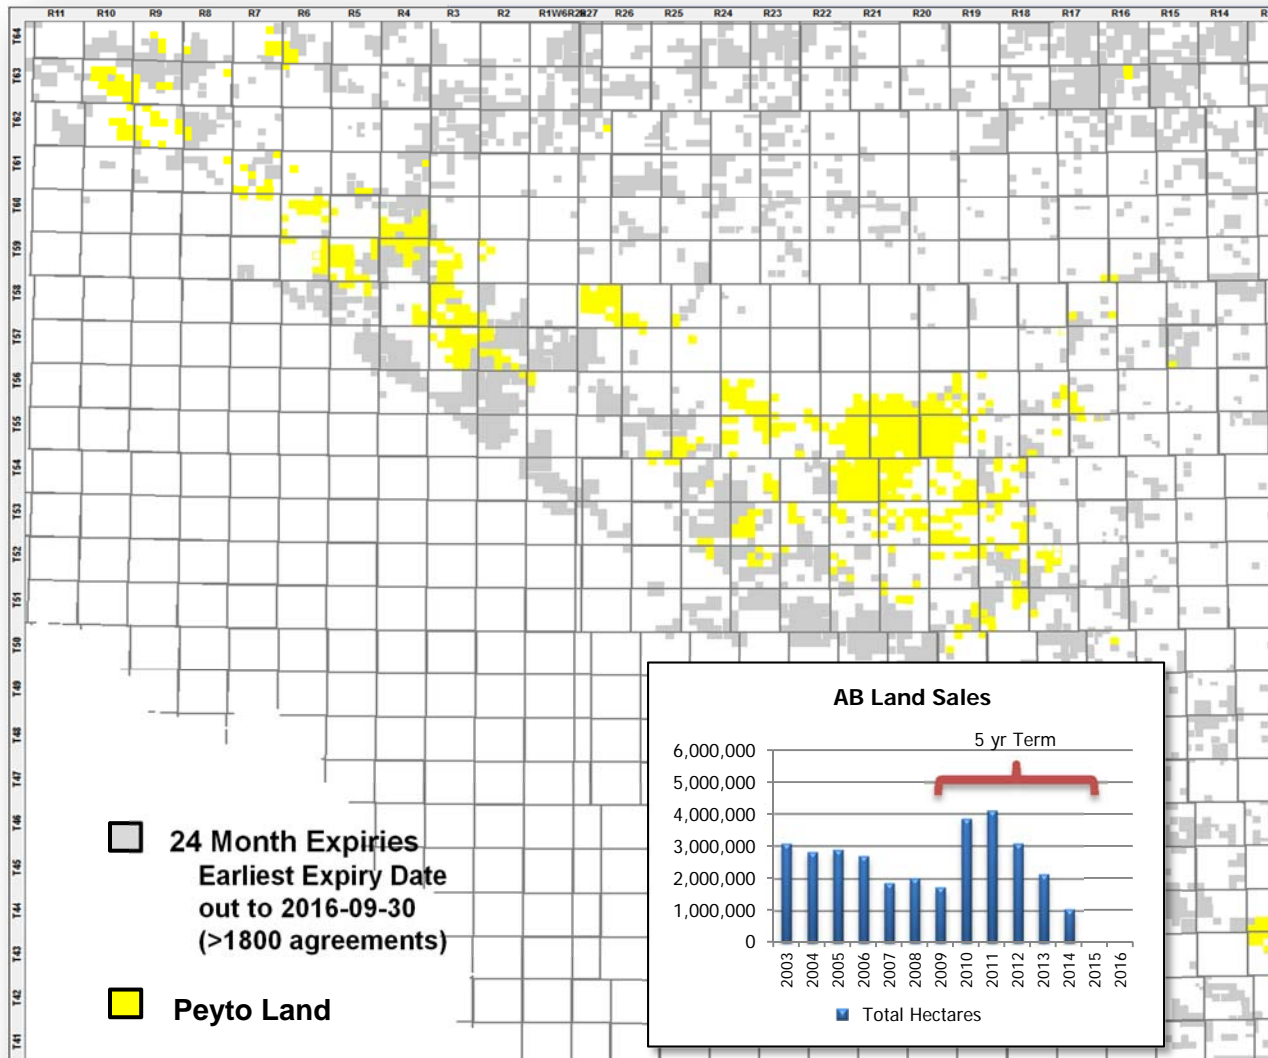 R11 R10 R9 R8 R7 R6 R5 R4 R3 R2 R1W6 R27 R26 R25 R24 R23 R22 R21 R20 R19 R18 R17 R16 R15 R14
T64
T63
T62
T61
T60
T59
T58
T57
T56
T55
T54
T53
T52
T51
T50
T49
T48
T47
T46
T45
T44
T43
T42
T41
24 Month Expiries
Earliest Expiry Date
out to 2016-09-30
(>1800 agreements)
Peyto Land
AB Land Sales
5 yr Term
6,000,000
5,000,000
4,000,000
3,000,000
2,000,000
1,000,000
0
2003 2004 2005 2006 2007 2008 2009 2010 2011 2012 2013 2014 2015 2016
Total Hectares